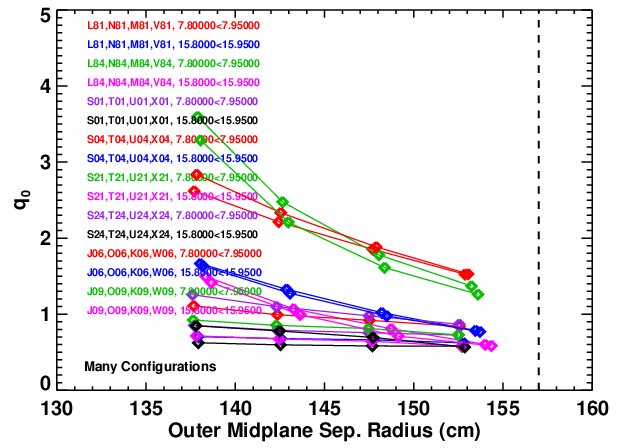 5
4
3
2
1
0
q0
L81,N81,M81,V81, 7.80000<7.95000
L81,N81,M81,V81, 15.8000<15.9500
L84,N84,M84,V84, 7.80000<7.95000
L84,N84,M84,V84, 15.8000<15.9500
S01,T01,U01,X01, 7.80000<7.95000
S01,T01,U01,X01, 15.8000<15.9500
S04,T04,U04,X04, 7.80000<7.95000
S04,T04,U04,X04, 15.8000<15.9500
S21,T21,U21,X21, 7.80000<7.95000
S21,T21,U21,X21, 15.8000<15.9500
S24,T24,U24,X24, 7.80000<7.95000
S24,T24,U24,X24, 15.8000<15.9500
J06,O06,K06,W06, 7.80000<7.95000
J06,O06,K06,W06, 15.8000<15.9500
J09,O09,K09,W09, 7.80000<7.95000
J09,O09,K09,W09, 15.8000<15.9500
Many Configurations
130 135 140 145 150 155 160
Outer Midplane Sep. Radius (cm)